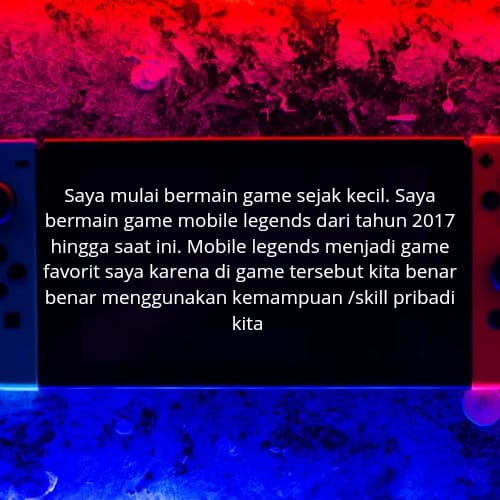 Saya mulai bermain game sejak kecil. Saya
bermain game mobile legends dari tahun 2017
hingga saat ini. Mobile legends menjadi game
favorit saya karena di game tersebut kita benar
benar menggunakan kemampuan /skill pribadi
kita